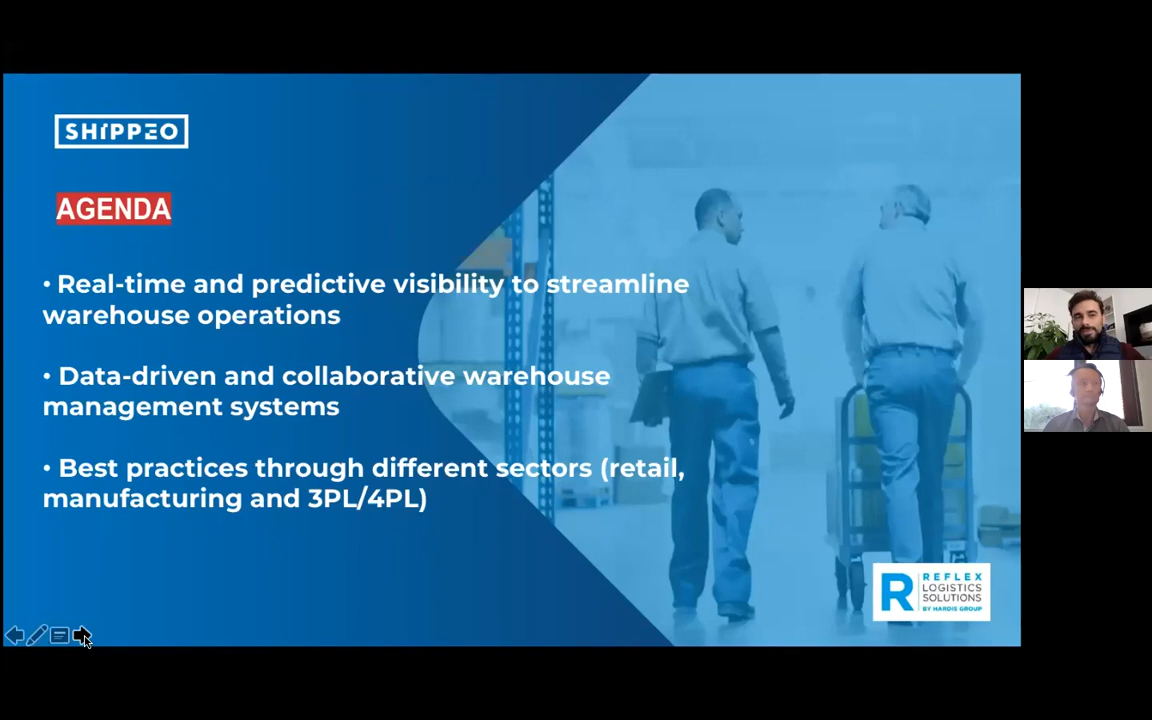 SHIPPEO
AGENDA
• Real-time and predictive visibility to streamline
warehouse operations
• Data-driven and collaborative warehouse
management systems
• Best practices through different sectors (retail,
manufacturing and 3PL/4PL)
R
REFLEX
LOGISTICS
SOLUTIONS
BY HARDIS GROUP